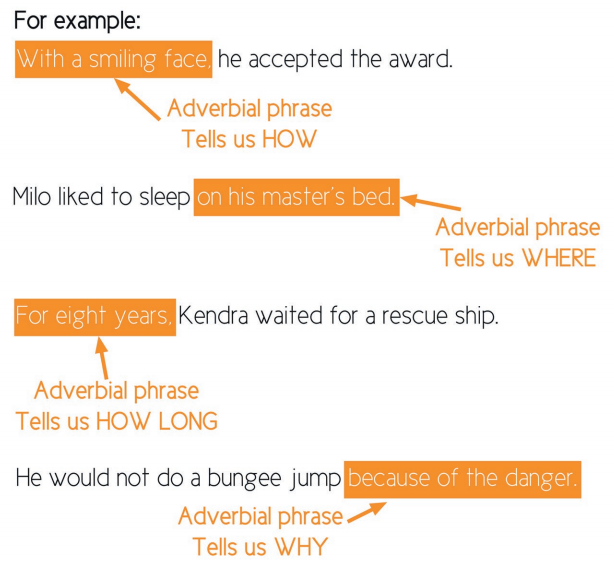 For example:
With a smiling face, he accepted the award.
Adverbial phrase
Tells us HOW
Milo liked to sleep on his master's bed.
Adverbial phrase
Tells us WHERE
For eight years, Kendra waited for a rescue ship.
Adverbial phrase
Tells us HOW LONG
He would not do a bungee jump because of the danger.
Adverbial phrase
Tells us WHY